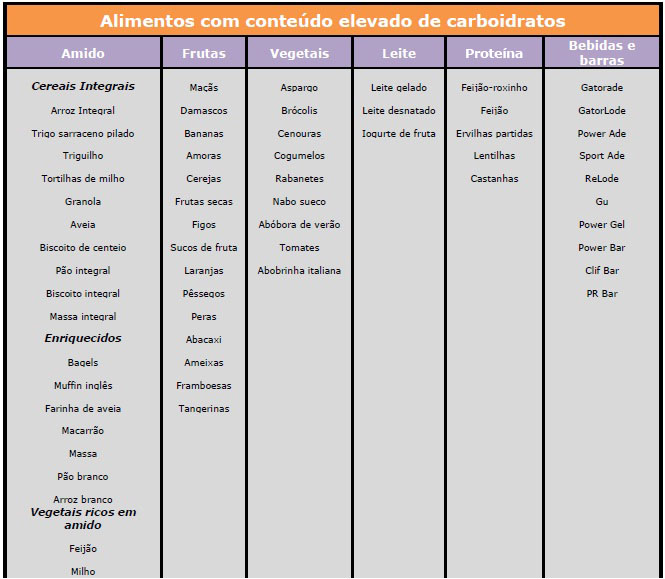 Alimentos com conteúdo elevado de carboidratos
Amido
Frutas
Vegetais
Leite
Proteína
Bebidas e
barras
Cereais Integrais
Arroz Integral
Trigo sarraceno pilado
Triguilho
Tortilhas de milho
Granola
Aveia
Biscoito de centeio
Pão integral
Biscoito integral
Massa integral
Enriquecidos
Bagels
Muffin inglês
Farinha de aveia
Macarrão
Massa
Pão branco
Arroz branco
Vegetais ricos em
amido
Feijão
Milho
Maçãs
Damascos
Bananas
Amoras
Cerejas
Frutas secas
Figos
Sucos de fruta
Laranjas
Pêssegos
Peras
Abacaxi
Ameixas
Framboesas
Tangerinas
Aspargo
Brócolis
Cenouras
Cogumelos
Rabanetes
Nabo sueco
Abóbora de verão
Tomates
Abobrinha italiana
Leite gelado
Leite desnatado
Iogurte de fruta
Feijão-roxinho
Feijão
Ervilhas partidas
Lentilhas
Castanhas
Gatorade
GatorLode
Power Ade
Sport Ade
ReLode
Gu
Power Gel
Power Bar
Clif Bar
PR Bar